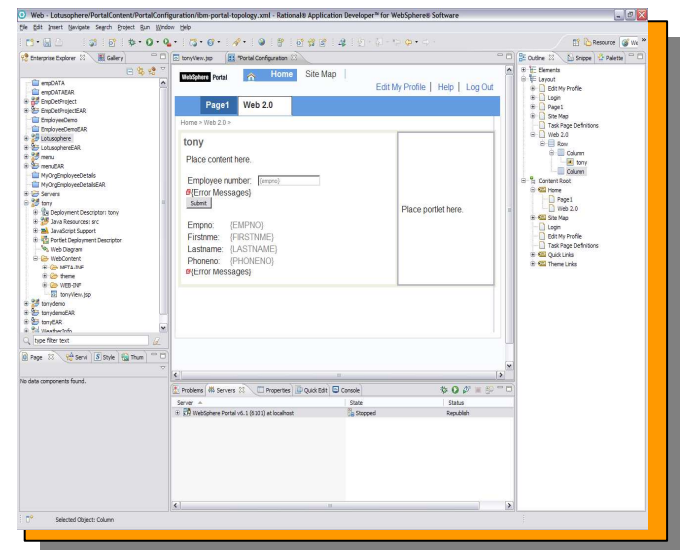 Web - Lotusophere/PortalContent/PortalConfiguration/ibm-portal-topology.xml - Rational® Application Developer™ for WebSphere® Software
File Edit Insert Navigate Search Project Run Window Help
Resource We »
Enterprise Explorer Gallery
empDATA
empDATAEAR
EmpDetProject
EmpDetProjectEAR
EmployeeDemo
EmployeeDemoEAR
Lotusophere
LotusophereEAR
menu
menuEAR
MyOrgEmployeeDetails
MyOrgEmployeeDetailsEAR
Servers
tony
Deployment Descriptor: tony
Java Resources: src
JavaScript Support
Portlet Deployment Descriptor
Web Diagram
WebContent
META-INF
theme
WEB-INF
tonyView.jsp
tonydemo
tonydemoEAR
tonyEAR
WeatherInfo
type filter text
Page Servi Style Thum
No data components found.
tonyView.jsp *Portal Configuration
WebSphere Portal Home Site Map
Edit My Profile | Help | Log Out
Page1 Web 2.0
Home > Web 2.0 >
tony
Place content here.
Employee number: {empno}
{Error Messages}
Submit
Empno: {EMPNO}
Firstnme: {FIRSTNME}
Lastname: {LASTNAME}
Phoneno: {PHONENO}
{Error Messages}
Place portlet here.
Problems Servers Properties Quick Edit Console
Server State Status
WebSphere Portal v6.1 (6101) at localhost Stopped Republish
Outline Snippe Palette
Elements
Layout
Edit My Profile
Login
Page1
Site Map
Task Page Definitions
Web 2.0
Row
Column
tony
Column
Content Root
Home
Page1
Web 2.0
Site Map
Login
Edit My Profile
Task Page Definitions
Quick Links
Theme Links
Selected Object: Column